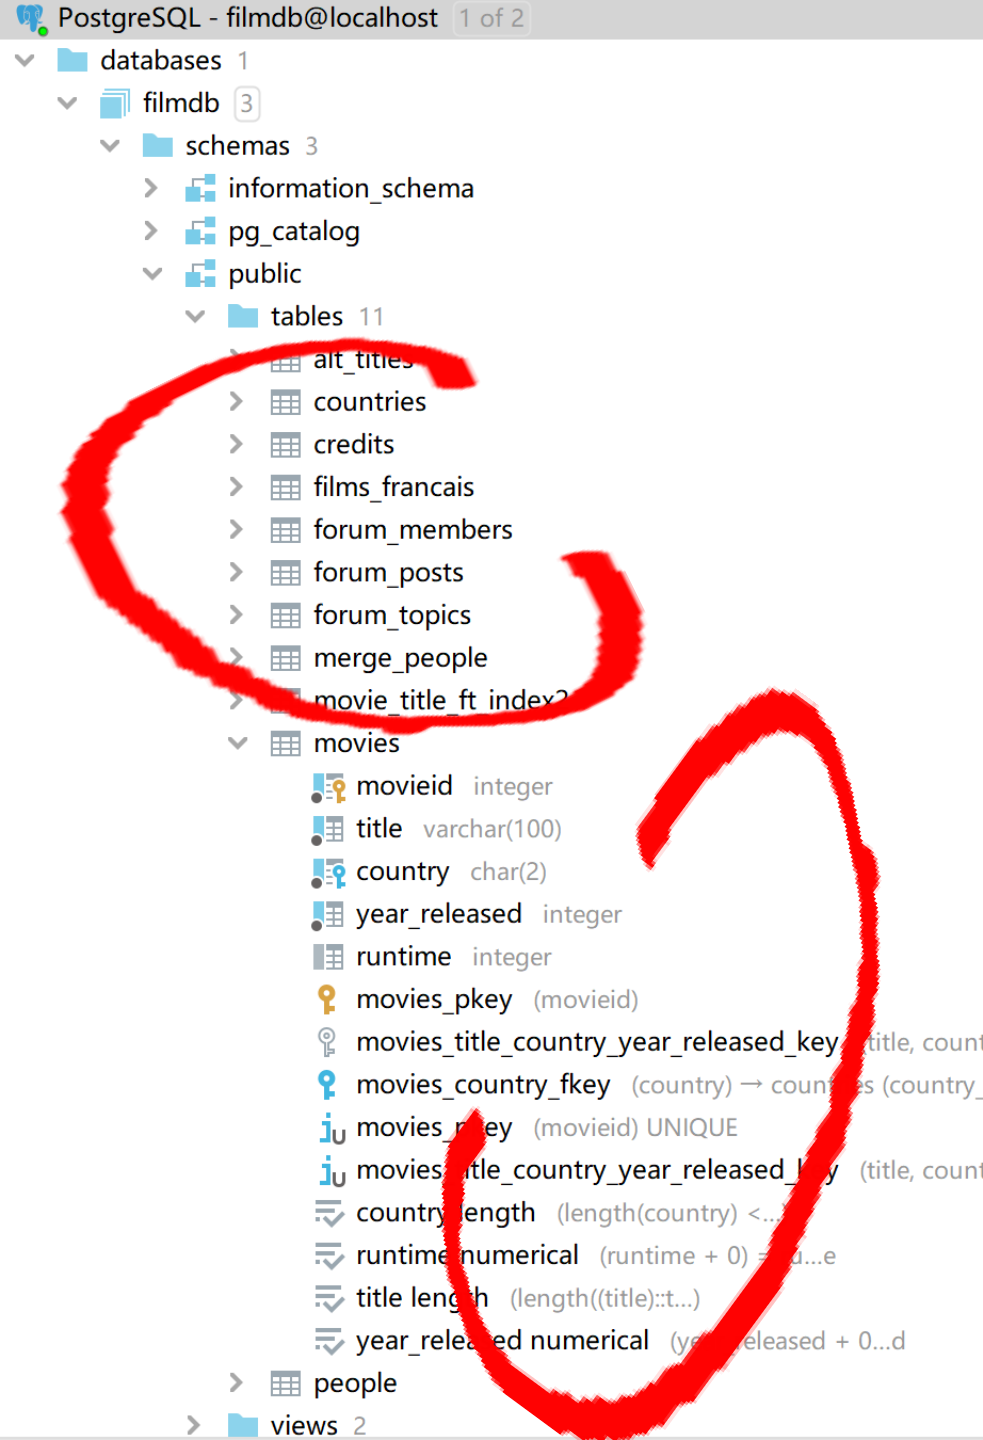 PostgreSQL - filmdb@localhost 1 of 2
databases 1
filmdb 3
schemas 3
information_schema
pg_catalog
public
tables 11
alt_titles
countries
credits
films_francais
forum_members
forum_posts
forum_topics
merge_people
movie_title_ft_index2
movies
movieid integer
title varchar(100)
country char(2)
year_released integer
runtime integer
movies_pkey (movieid)
movies_title_country_year_released_key (title, count
movies_country_fkey (country) → countries (country_
movies_pkey (movieid) UNIQUE
movies_title_country_year_released_key (title, count
country length (length(country) <...
runtime numerical (runtime + 0) = ...e
title length (length((title)::t...)
year_released numerical (year_released + 0...d
people
views 2